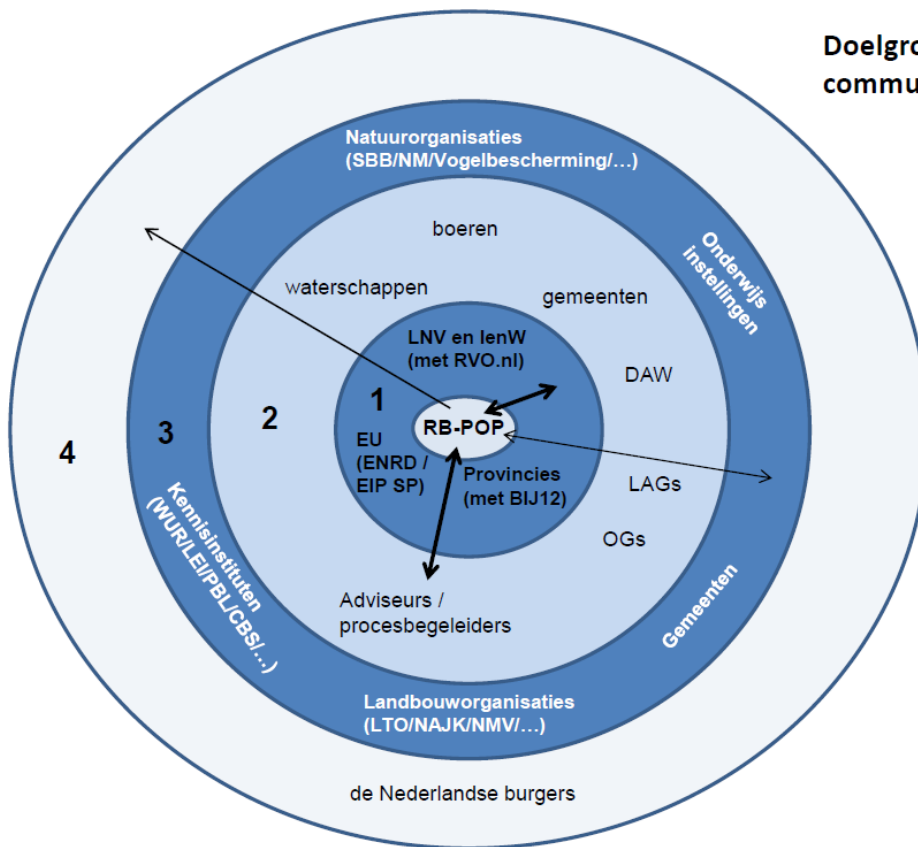 Doelgro
commu
Natuurorganisaties
(SBB/NM/Vogelbescherming/…)
boeren
Onderwijs
instellingen
waterschappen
gemeenten
LNV en IenW
(met RVO.nl)
DAW
1
2
3
4
RB-POP
EU
(ENRD /
EIP SP)
Provincies
(met BIJ12)
LAGs
OGs
Kennisinstituten
(WUR/LEI/PBL/CBS/…)
Gemeenten
Adviseurs /
procesbegeleiders
Landbouworganisaties
(LTO/NAJK/NMV/…)
de Nederlandse burgers